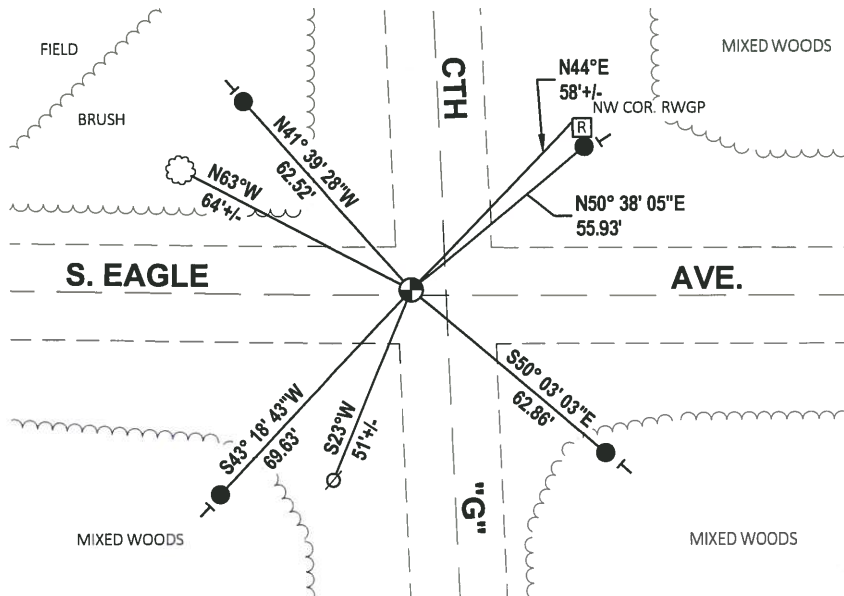 FIELD
MIXED WOODS
CTH
N44°E
58'+/-
NW COR. RWGP
R
BRUSH
N41° 39' 28"W
62.52'
N63°W
64'+/-
N50° 38' 05"E
55.93'
S. EAGLE
AVE.
S50° 03' 03"E
62.86'
S43° 18' 43"W
69.63'
S23°W
51'+/-
"G"
MIXED WOODS
MIXED WOODS